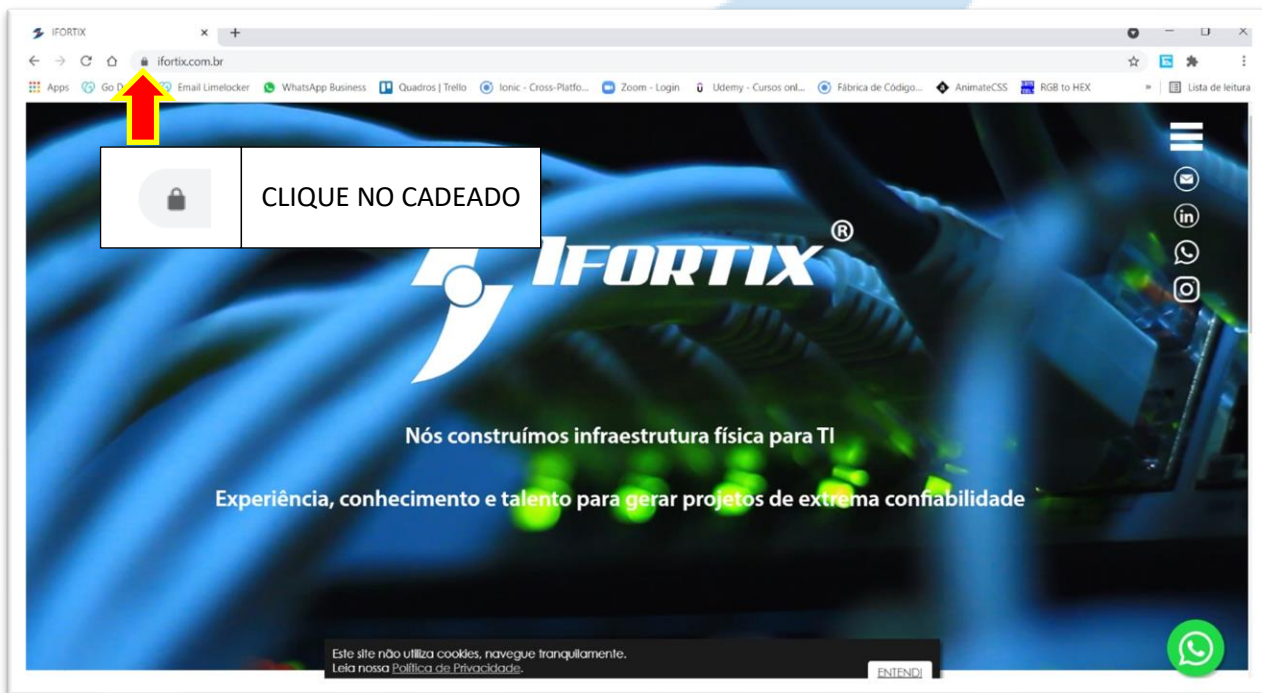 IFORTIX
ifortix.com.br
Apps Go D Email Limelocker WhatsApp Business Quadros | Trello Ionic - Cross-Platfo... Zoom - Login Udemy - Cursos onl... Fábrica de Código... AnimateCSS RGB to HEX » Lista de leitura
CLIQUE NO CADEADO
IFORTIX®
in
Nós construímos infraestrutura física para TI
Experiência, conhecimento e talento para gerar projetos de extrema confiabilidade
Este site não utiliza cookies, navegue tranquilamente.
Leia nossa Política de Privacidade.
ENTENDI